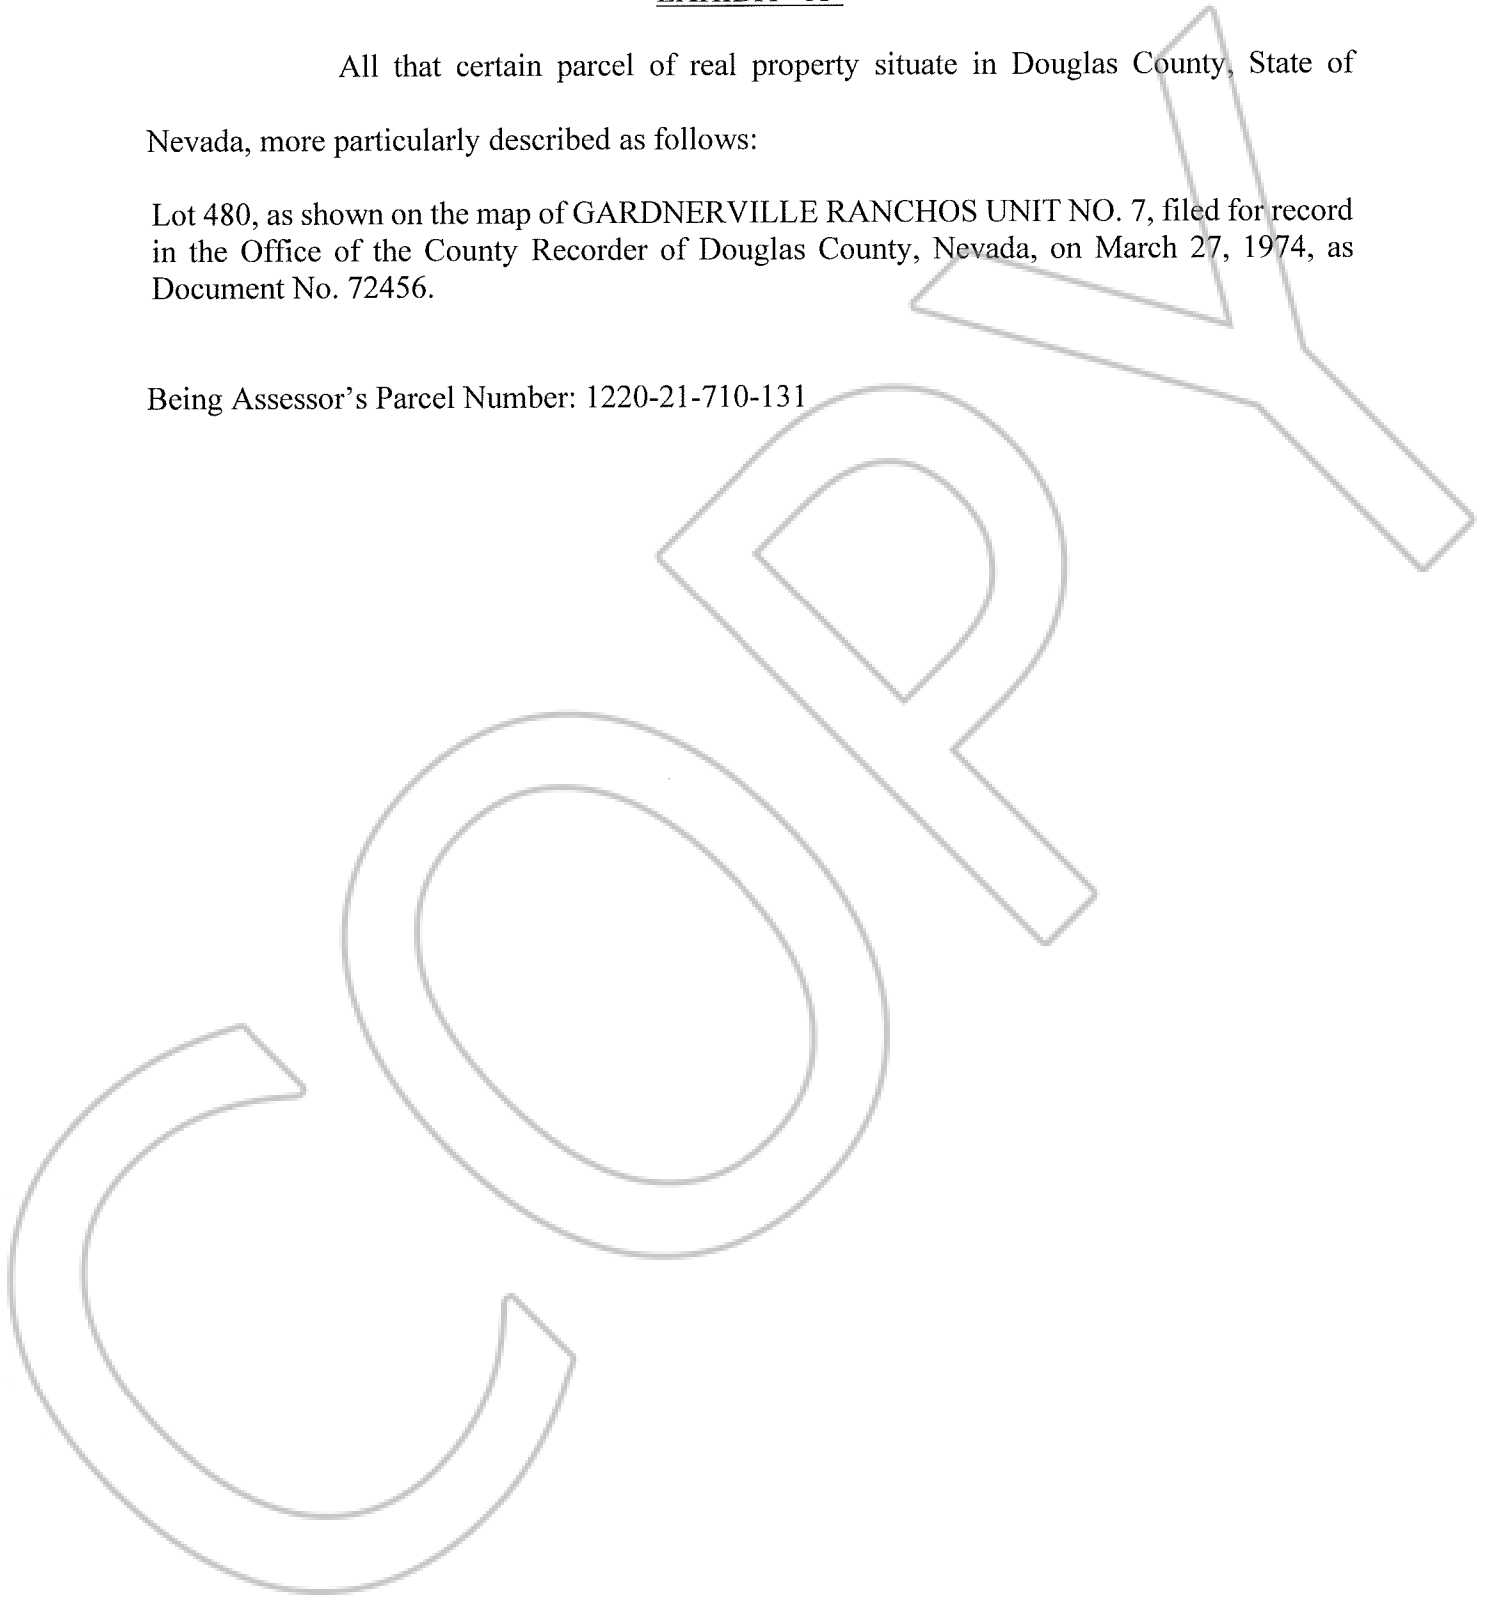 All that certain parcel of real property situate in Douglas County, State of
Nevada, more particularly described as follows:
Lot 480, as shown on the map of GARDNERVILLE RANCHOS UNIT NO. 7, filed for record
in the Office of the County Recorder of Douglas County, Nevada, on March 27, 1974, as
Document No. 72456.
Being Assessor's Parcel Number: 1220-21-710-131
COPY